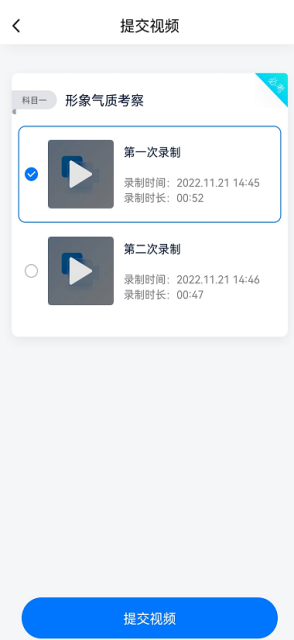 提交视频
必考
科目一
形象气质考察
第一次录制
录制时间：2022.11.21 14:45
录制时长：00:52
第二次录制
录制时间：2022.11.21 14:46
录制时长：00:47
提交视频